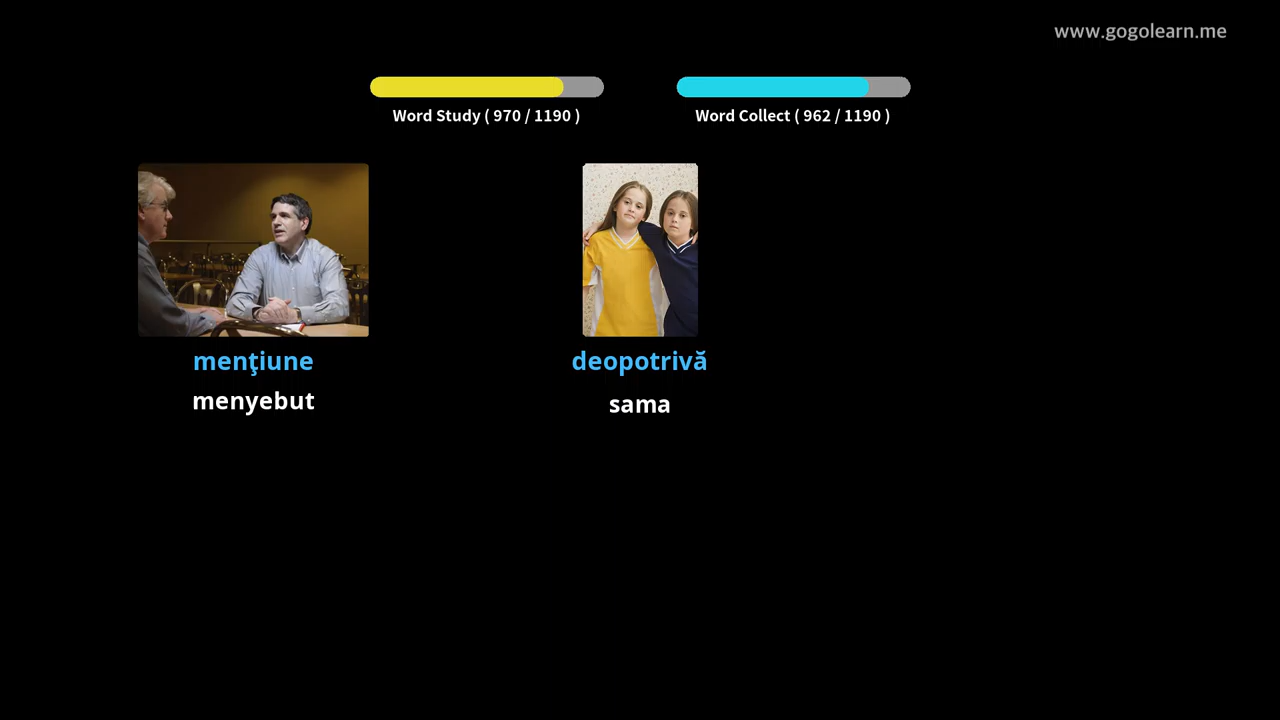 www.gogolearn.me
Word Study ( 970 / 1190 )
Word Collect ( 962 / 1190 )
menţiune
deopotrivă
menyebut
sama